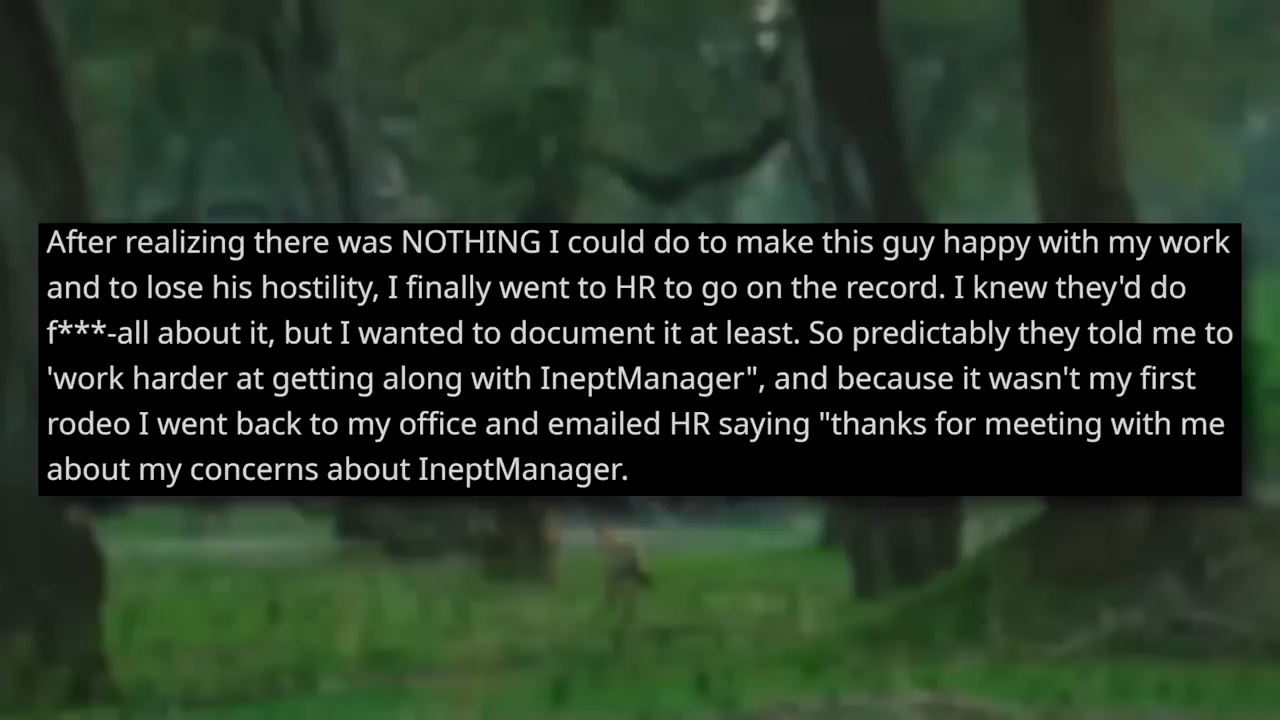 After realizing there was NOTHING I could do to make this guy happy with my work
and to lose his hostility, I finally went to HR to go on the record. I knew they'd do
f***-all about it, but I wanted to document it at least. So predictably they told me to
'work harder at getting along with IneptManager", and because it wasn't my first
rodeo I went back to my office and emailed HR saying "thanks for meeting with me
about my concerns about IneptManager.